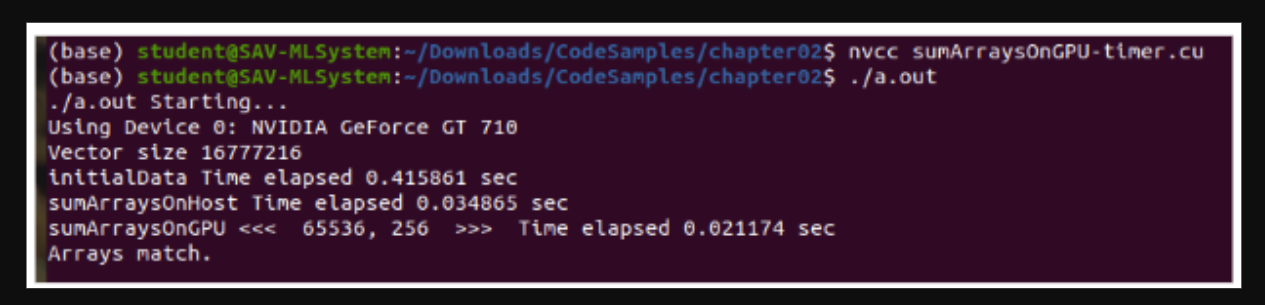 (base) student@SAV-MLSystem:~/Downloads/CodeSamples/chapter02$ nvcc sumArraysOnGPU-timer.cu
(base) student@SAV-MLSystem:~/Downloads/CodeSamples/chapter02$ ./a.out
./a.out Starting...
Using Device 0: NVIDIA GeForce GT 710
Vector size 16777216
initialData Time elapsed 0.415861 sec
sumArraysOnHost Time elapsed 0.034865 sec
sumArraysOnGPU <<<  65536, 256  >>>  Time elapsed 0.021174 sec
Arrays match.